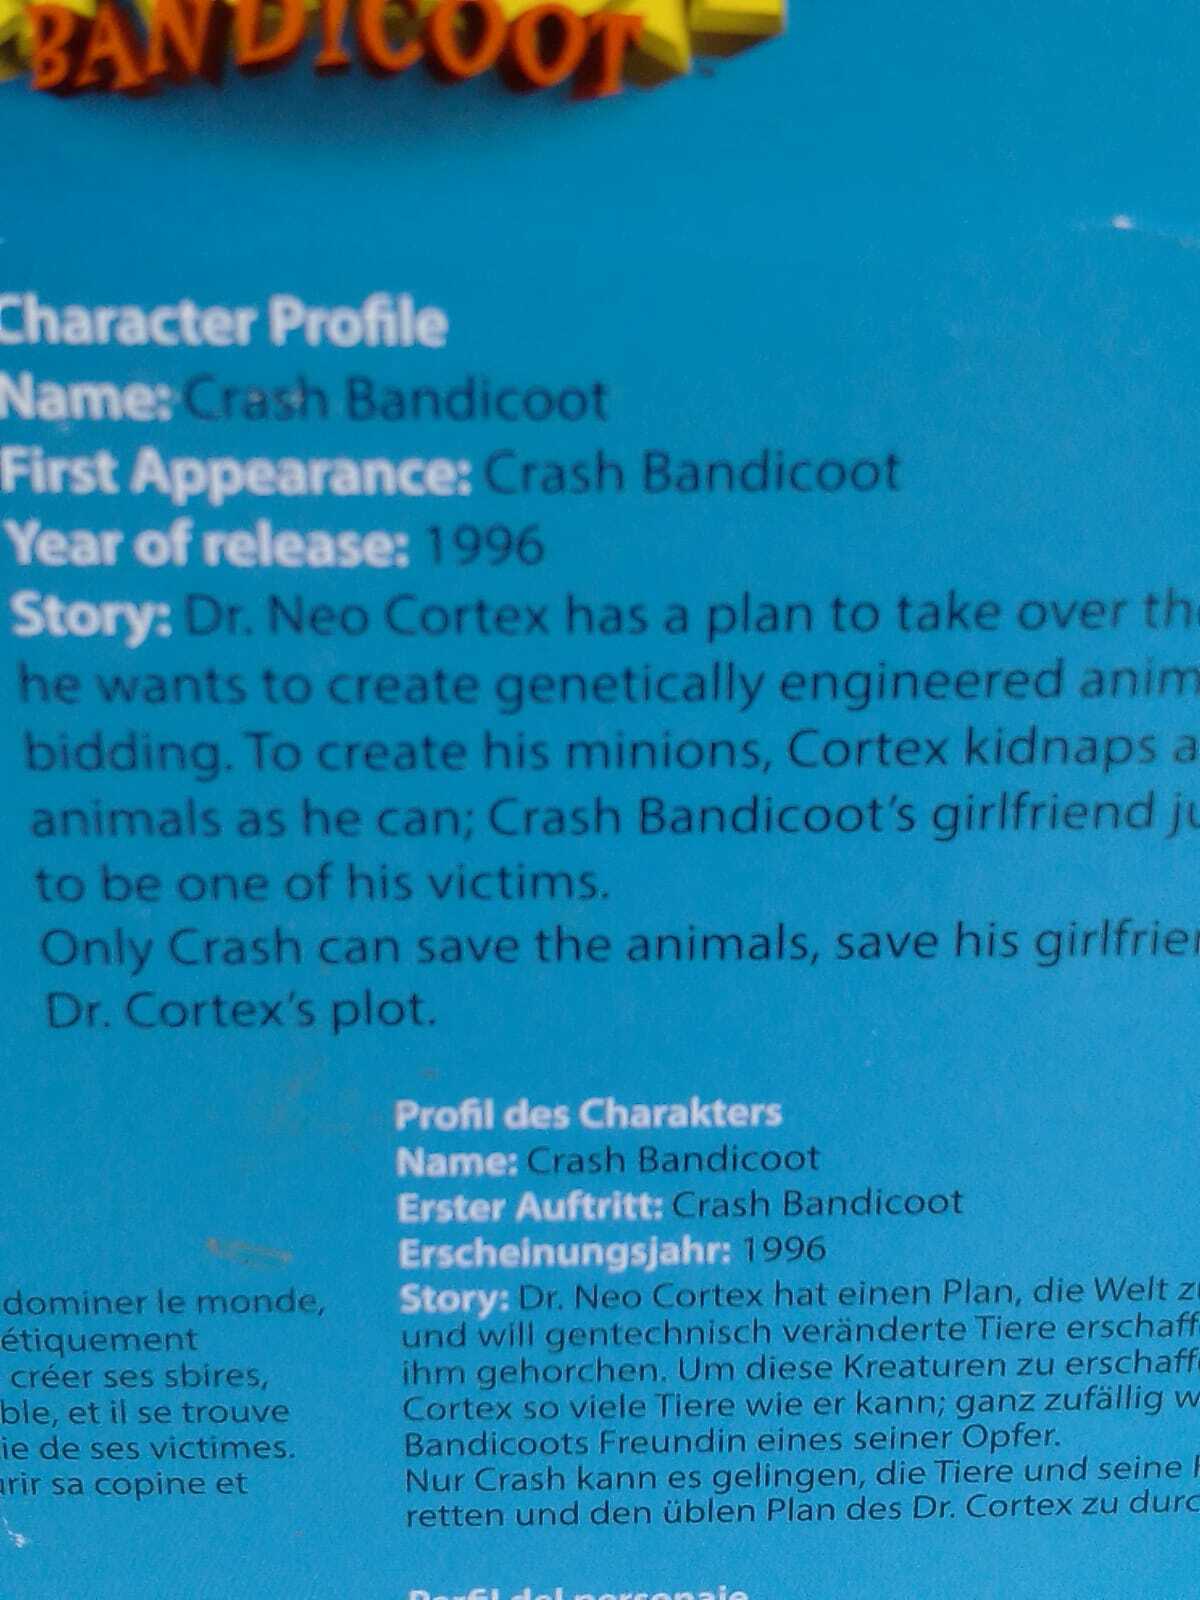 BANDICOOT
Character Profile
Name: Crash Bandicoot
First Appearance: Crash Bandicoot
Year of release: 1996
Story: Dr. Neo Cortex has a plan to take over
he wants to create genetically engineered
bidding. To create his minions, Cortex kidnaps
animals as he can; Crash Bandicoot's girlfriend
to be one of his victims.
Only Crash can save the animals, save his
Dr. Cortex's plot.
dominer le monde,
étiquement
créer ses sbires,
ble, et il se trouve
ie de ses victimes.
rir sa copine et
Profil des Charakters
Name: Crash Bandicoot
Erster Auftritt: Crash Bandicoot
Erscheinungsjahr: 1996
Story: Dr. Neo Cortex hat einen Plan, die Welt
und will gentechnisch veränderte Tiere
ihm gehorchen. Um diese Kreaturen zu
Cortex so viele Tiere wie er kann; ganz zufällig
Bandicoots Freundin eines seiner Opfer.
Nur Crash kann es gelingen, die Tiere und seine
retten und den üblen Plan des Dr. Cortex zu
Perfil del personaje